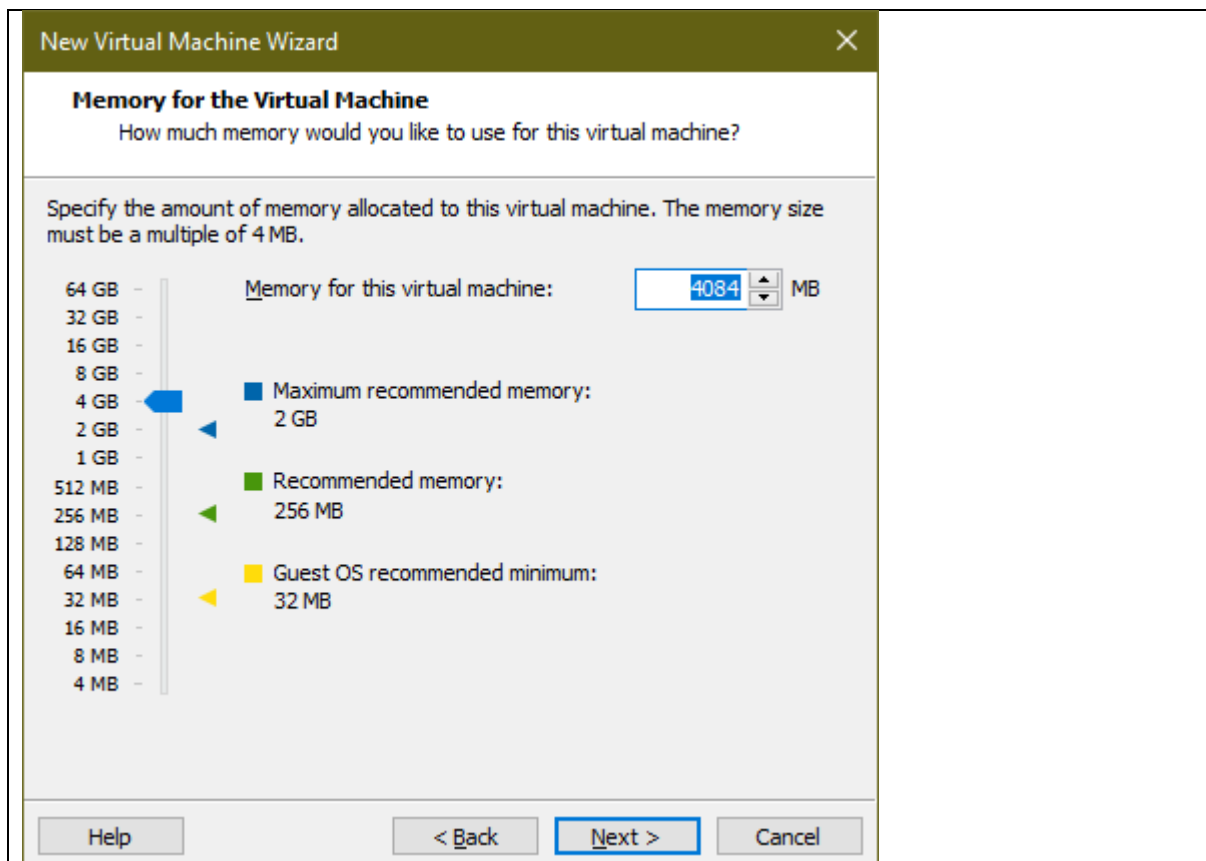 New Virtual Machine Wizard
Memory for the Virtual Machine
How much memory would you like to use for this virtual machine?
Specify the amount of memory allocated to this virtual machine. The memory size
must be a multiple of 4 MB.
64 GB
32 GB
16 GB
8 GB
4 GB
2 GB
1 GB
512 MB
256 MB
128 MB
64 MB
32 MB
16 MB
8 MB
4 MB
Memory for this virtual machine: 4084 MB
Maximum recommended memory:
2 GB
Recommended memory:
256 MB
Guest OS recommended minimum:
32 MB
Help < Back Next > Cancel